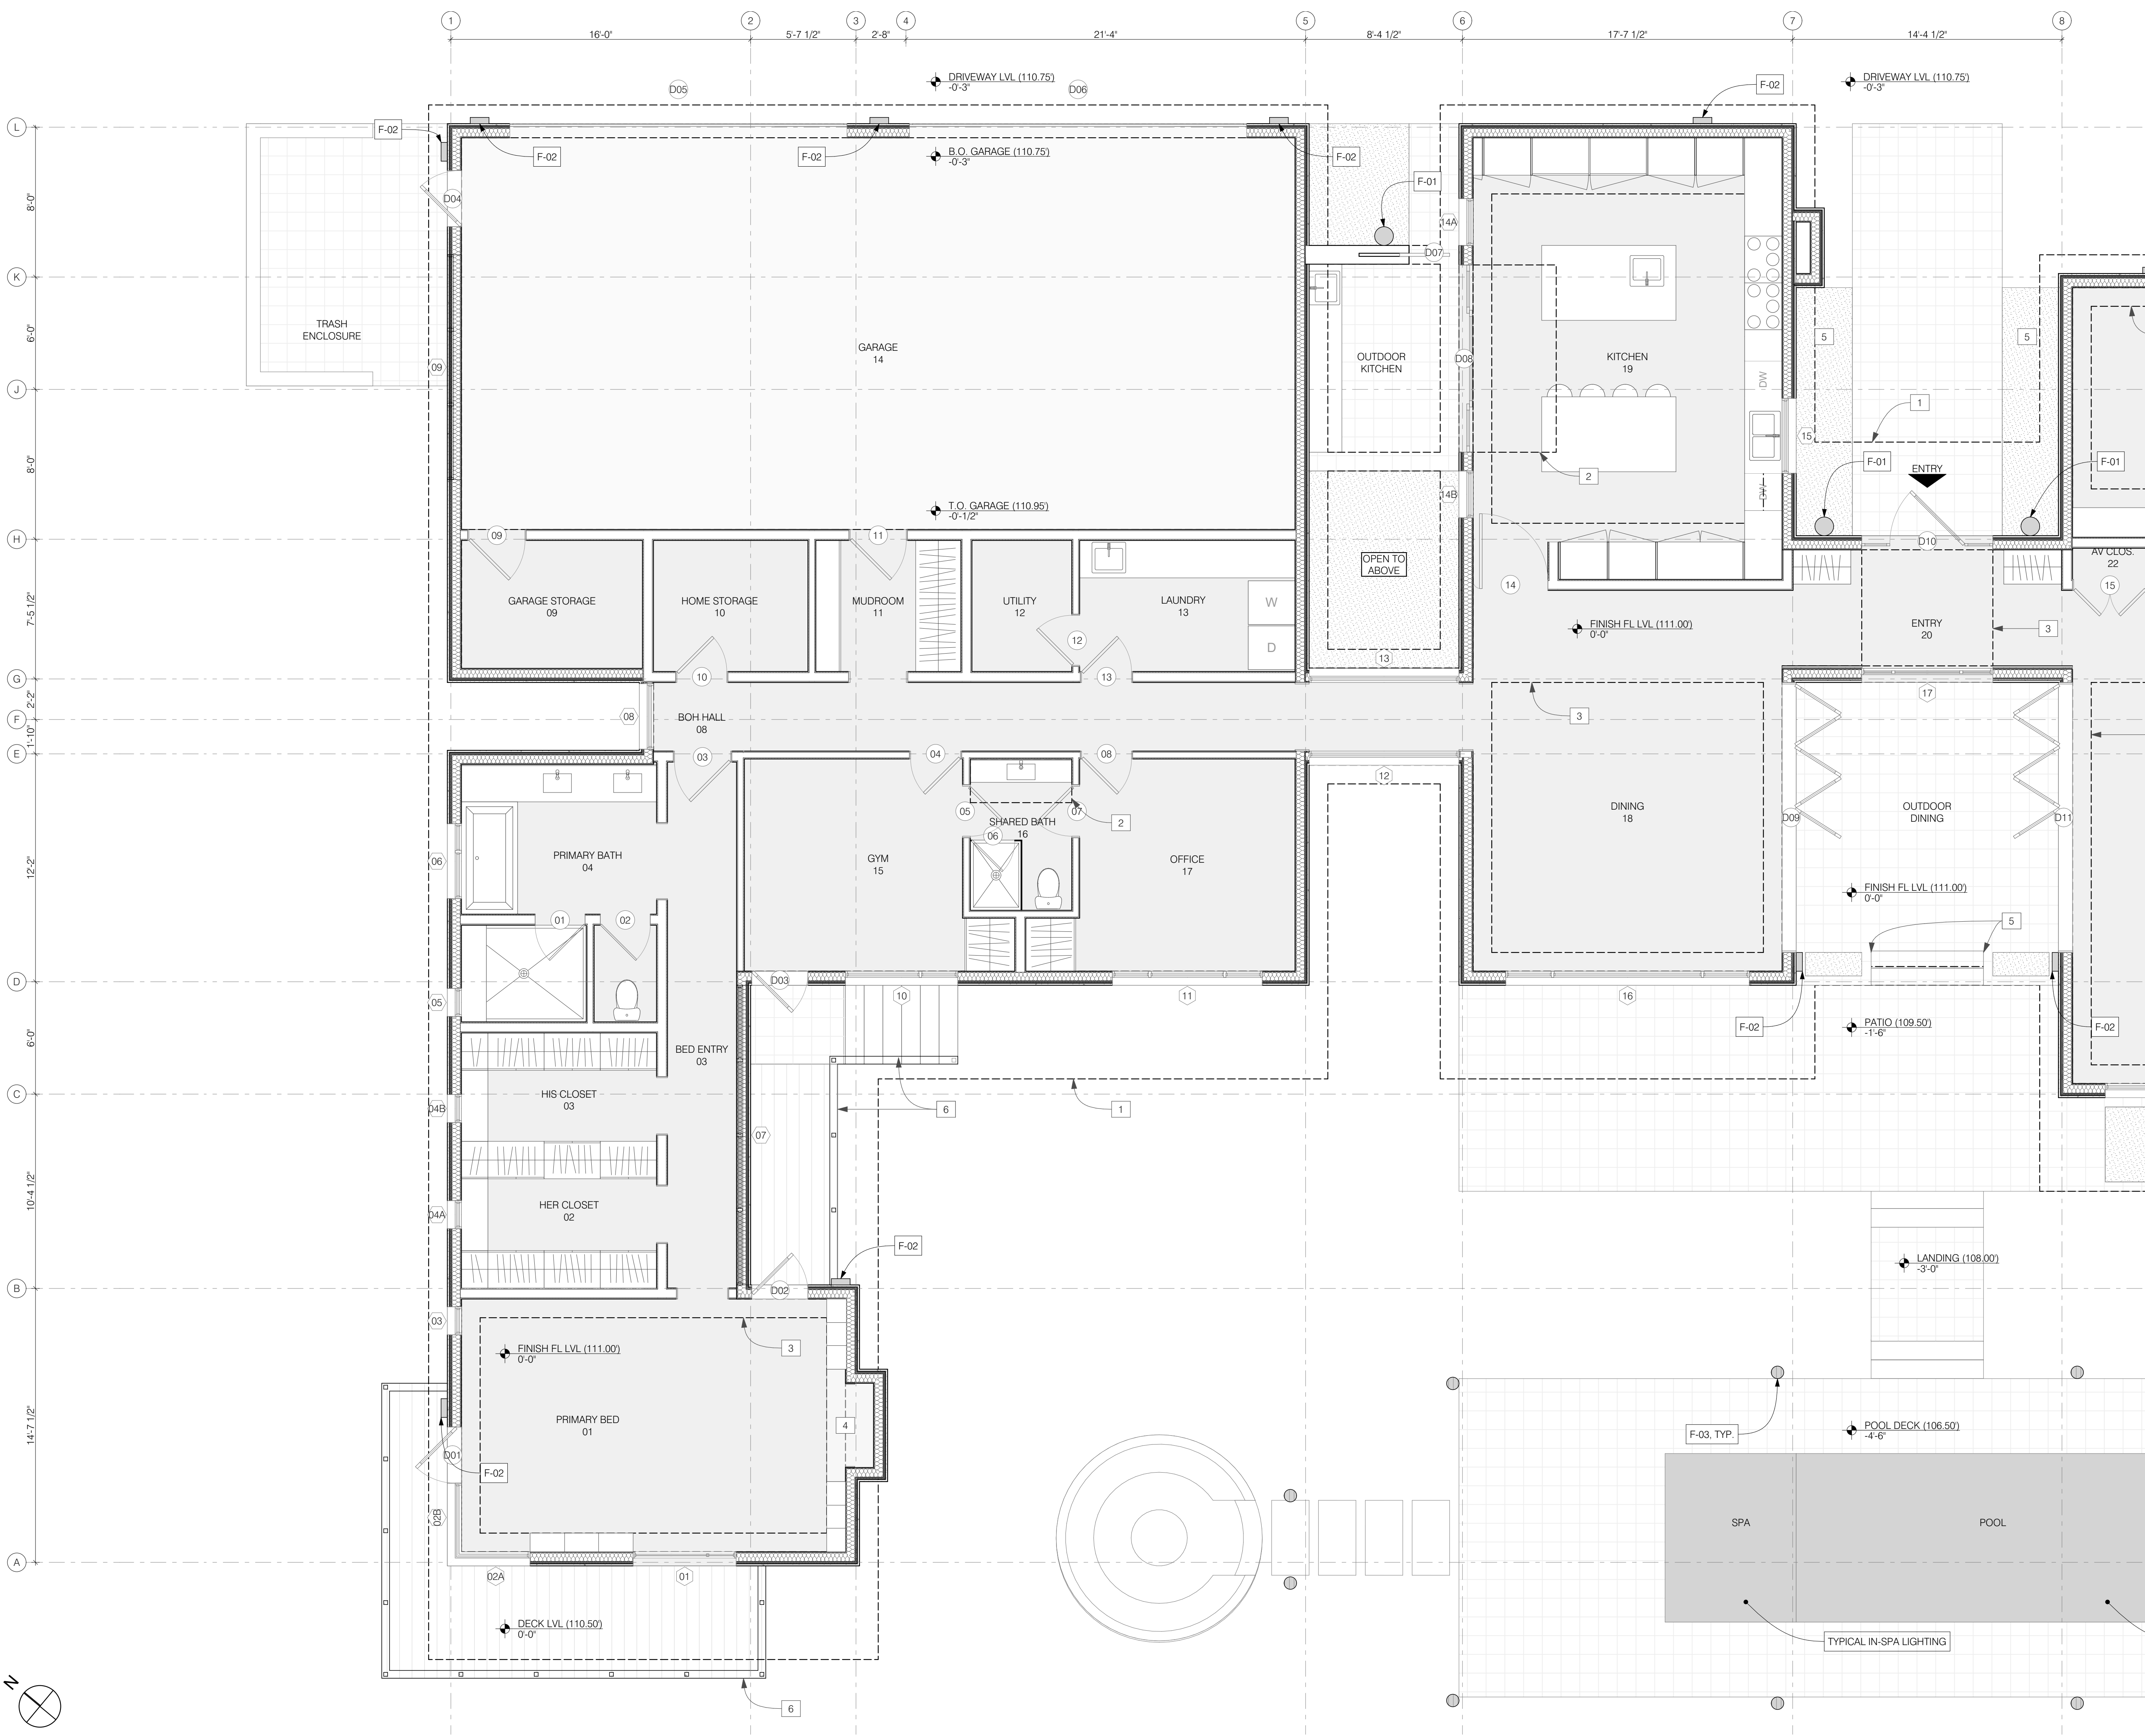 1 2 3 4 5 6 7 8
16'-0" 5'-7 1/2" 2'-8" 21'-4" 8'-4 1/2" 17'-7 1/2" 14'-4 1/2"
DRIVEWAY LVL (110.75')
-0'-3"
DRIVEWAY LVL (110.75')
-0'-3"
D05 D06
F-02
L
F-02 F-02 F-02 F-02
B.O. GARAGE (110.75')
-0'-3"
F-01
8'-0"
D04
14A
D07
K
TRASH
ENCLOSURE
6'-0"
5 5
GARAGE
14
OUTDOOR
KITCHEN
D08
KITCHEN
19
09
DW
J
1
15
8'-0"
F-01 F-01
ENTRY
2
DW
14B
T.O. GARAGE (110.95')
-0'-1/2"
H
09 11
D10
OPEN TO
ABOVE
AV CLOS.
22
14 15
GARAGE STORAGE
09
HOME STORAGE
10
MUDROOM
11
UTILITY
12
LAUNDRY
13
W
D
7'-5 1/2"
FINISH FL LVL (111.00')
0'-0"
ENTRY
20
3
12
13
G
10 13
17
2'-2"
08
BOH HALL
08
3
F
1'-10"
E
03 04 08
12
05 07
SHARED BATH
16
2
06
DINING
18
OUTDOOR
DINING
D09 D11
12'-2"
06
PRIMARY BATH
04
GYM
15
OFFICE
17
FINISH FL LVL (111.00')
0'-0"
01 02
5
D
D03
05
10 11 16
F-02 F-02
PATIO (109.50')
-1'-6"
6'-0"
BED ENTRY
03
C
HIS CLOSET
03
04B
6 1
07
10'-4 1/2"
HER CLOSET
02
04A
F-02
LANDING (108.00')
-3'-0"
B
D02
03
FINISH FL LVL (111.00')
0'-0"
3
14'-7 1/2"
PRIMARY BED
01
4
D01
F-02
F-03, TYP.
POOL DECK (106.50')
-4'-6"
02B
SPA POOL
A
02A 01
DECK LVL (110.50')
0'-0"
TYPICAL IN-SPA LIGHTING
N
6